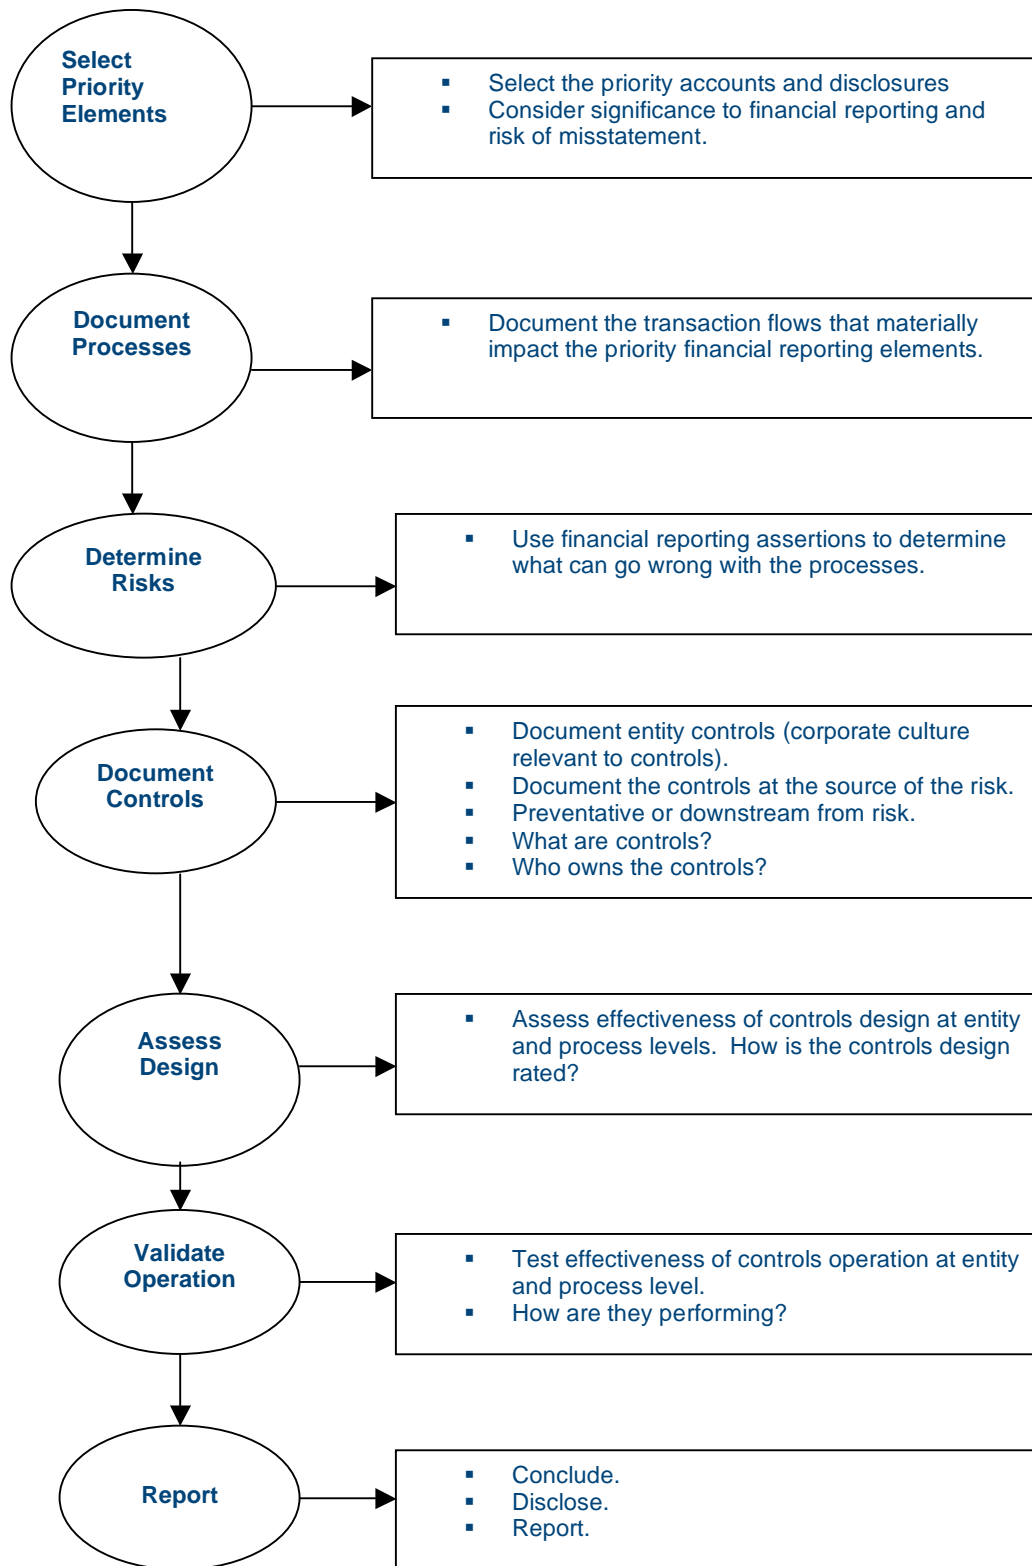 Select
Priority
Elements
▪ Select the priority accounts and disclosures
▪ Consider significance to financial reporting and
risk of misstatement.
Document
Processes
▪ Document the transaction flows that materially
impact the priority financial reporting elements.
Determine
Risks
▪ Use financial reporting assertions to determine
what can go wrong with the processes.
Document
Controls
▪ Document entity controls (corporate culture
relevant to controls).
▪ Document the controls at the source of the risk.
▪ Preventative or downstream from risk.
▪ What are controls?
▪ Who owns the controls?
Assess
Design
▪ Assess effectiveness of controls design at entity
and process levels.  How is the controls design
rated?
Validate
Operation
▪ Test effectiveness of controls operation at entity
and process level.
▪ How are they performing?
Report
▪ Conclude.
▪ Disclose.
▪ Report.